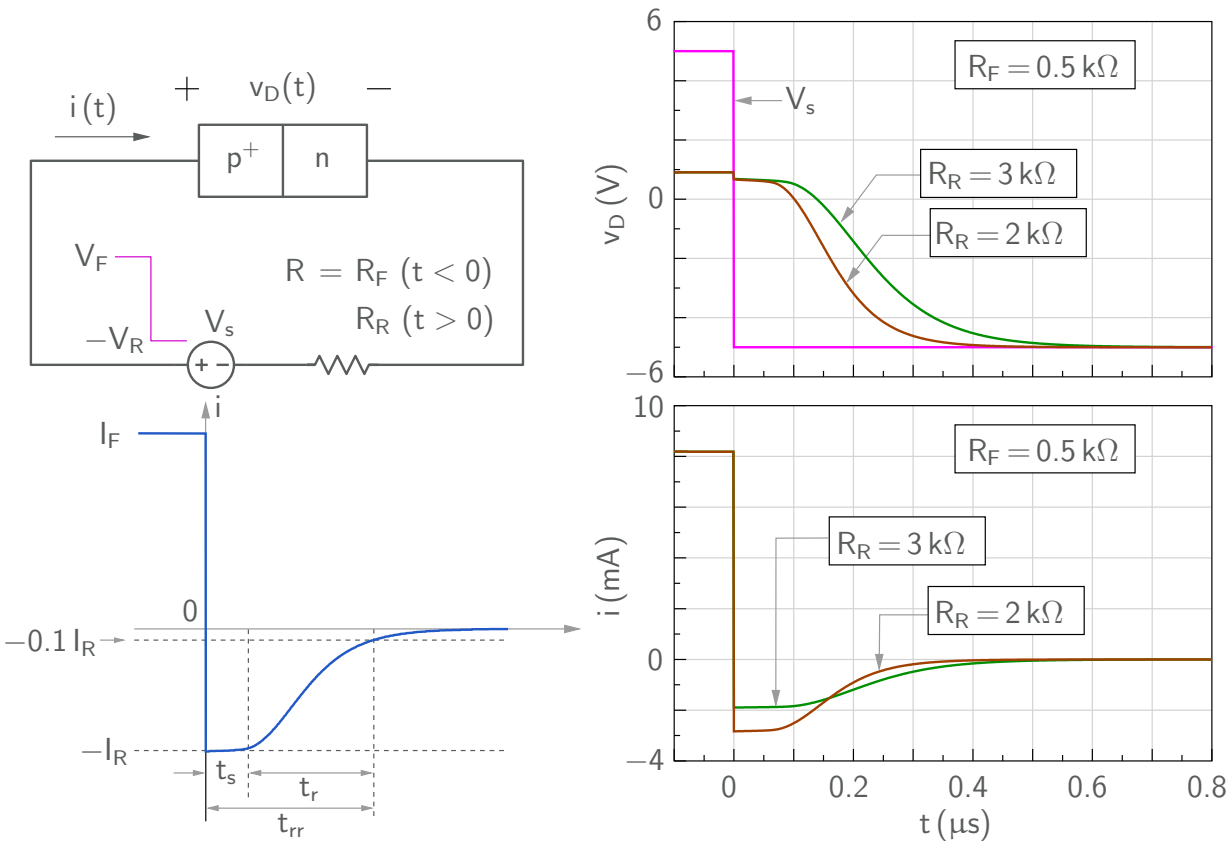 + v_D(t) −
i(t)
p⁺ n
V_F
−V_R
V_s
R = R_F (t < 0)
R_R (t > 0)
+ −
i
I_F
0
−0.1 I_R
−I_R
t_s
t_r
t_rr
6
R_F = 0.5 kΩ
V_s
R_R = 3 kΩ
0
v_D (V)
R_R = 2 kΩ
−6
10
R_F = 0.5 kΩ
i (mA)
R_R = 3 kΩ
R_R = 2 kΩ
0
−4
0 0.2 0.4 0.6 0.8
t (μs)